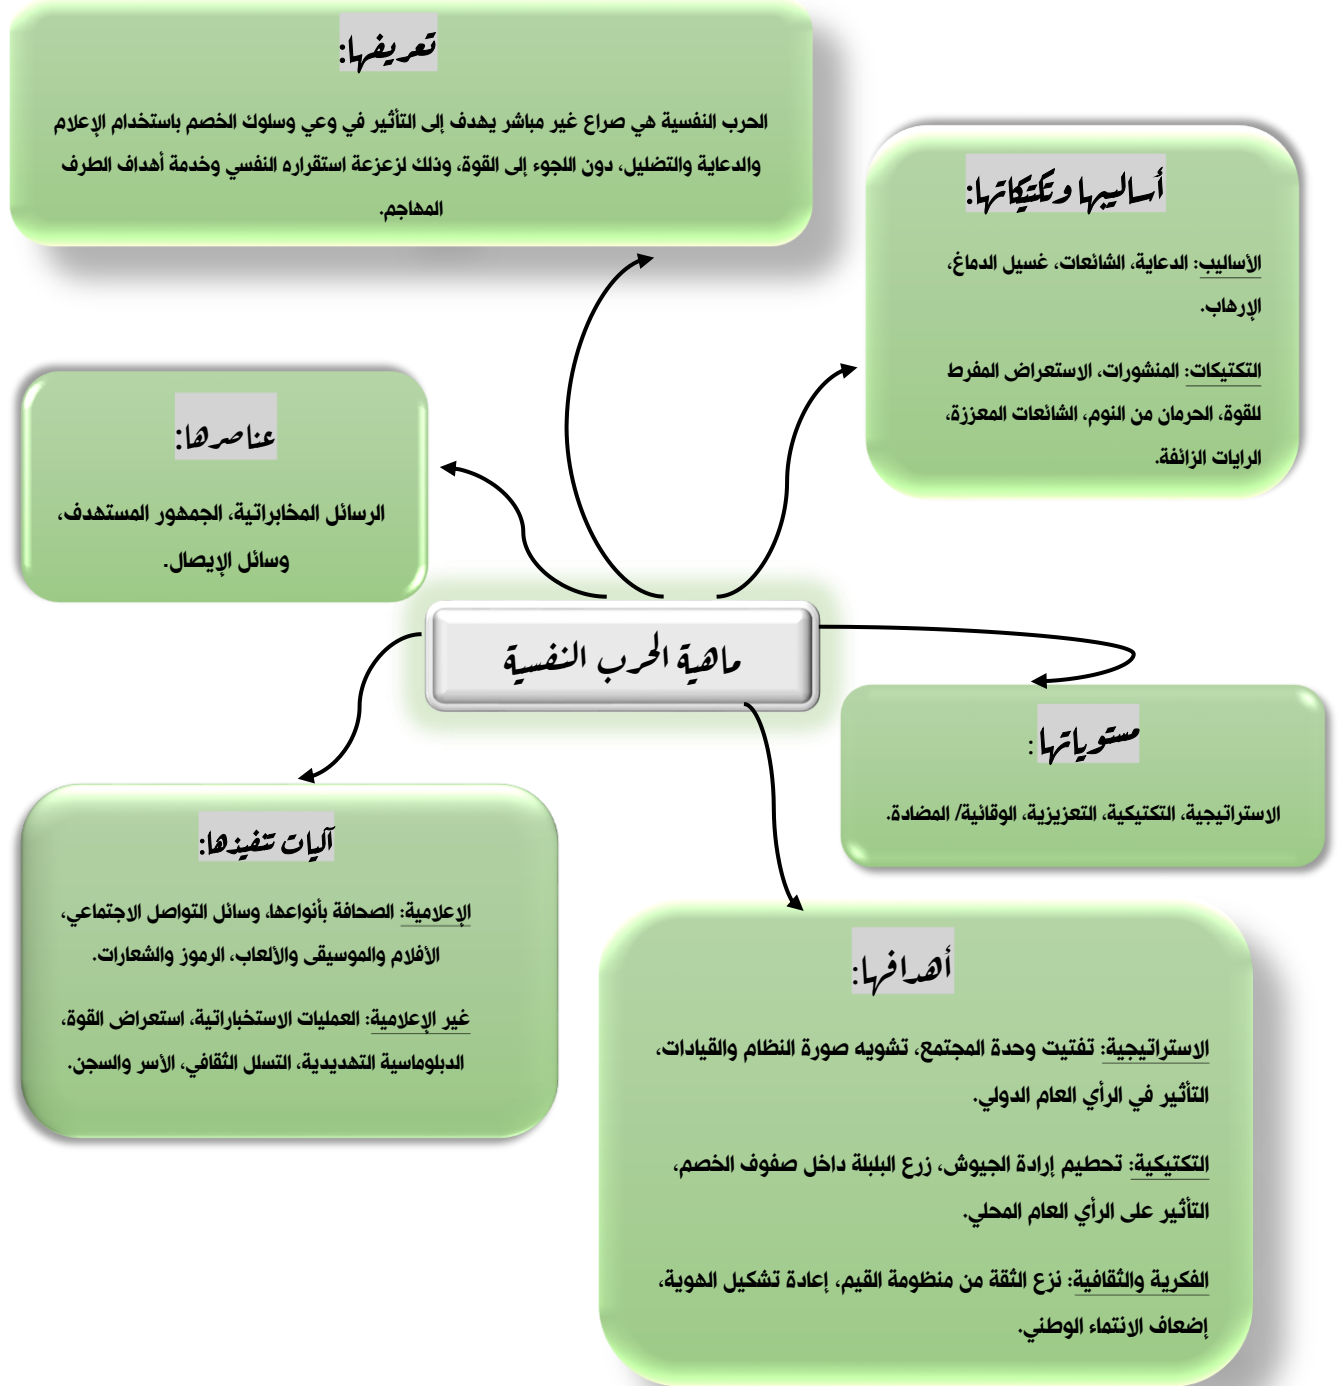 تعريفها:
الحرب النفسية هي صراع غير مباشر يهدف إلى التأثير في وعي وسلوك الخصم باستخدام الإعلام
والدعاية والتضليل، دون اللجوء إلى القوة، وذلك لزعزعة استقراره النفسي وخدمة أهداف الطرف
المهاجم.
أساليبها وتكتيكاتها:
الأساليب: الدعاية، الشائعات، غسيل الدماغ،
الإرهاب.
التكتيكات: المنشورات، الاستعراض المفرط
للقوة، الحرمان من النوم، الشائعات المعززة،
الرايات الزائفة.
عناصرها:
الرسائل المخابراتية، الجمهور المستهدف،
وسائل الإيصال.
ماهية الحرب النفسية
مستوياتها :
الاستراتيجية، التكتيكية، التعزيزية، الوقائية/ المضادة.
آليات تنفيذها:
الإعلامية: الصحافة بأنواعها، وسائل التواصل الاجتماعي،
الأفلام والموسيقى والألعاب، الرموز والشعارات.
غير الإعلامية: العمليات الاستخباراتية، استعراض القوة،
الدبلوماسية التهديدية، التسلل الثقافي، الأسر والسجن.
أهدافها:
الاستراتيجية: تفتيت وحدة المجتمع، تشويه صورة النظام والقيادات،
التأثير في الرأي العام الدولي.
التكتيكية: تحطيم إرادة الجيوش، زرع البلبلة داخل صفوف الخصم،
التأثير على الرأي العام المحلي.
الفكرية والثقافية: نزع الثقة من منظومة القيم، إعادة تشكيل الهوية،
إضعاف الانتماء الوطني.